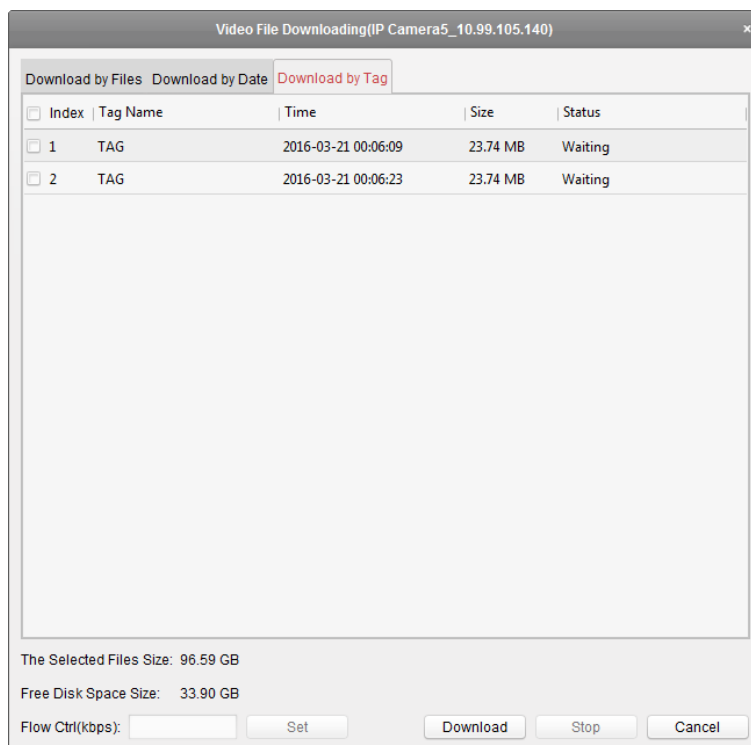 Video File Downloading(IP Camera5_10.99.105.140) ×
Download by Files Download by Date Download by Tag
Index Tag Name Time Size Status
1 TAG 2016-03-21 00:06:09 23.74 MB Waiting
2 TAG 2016-03-21 00:06:23 23.74 MB Waiting
The Selected Files Size: 96.59 GB
Free Disk Space Size: 33.90 GB
Flow Ctrl(kbps): Set Download Stop Cancel